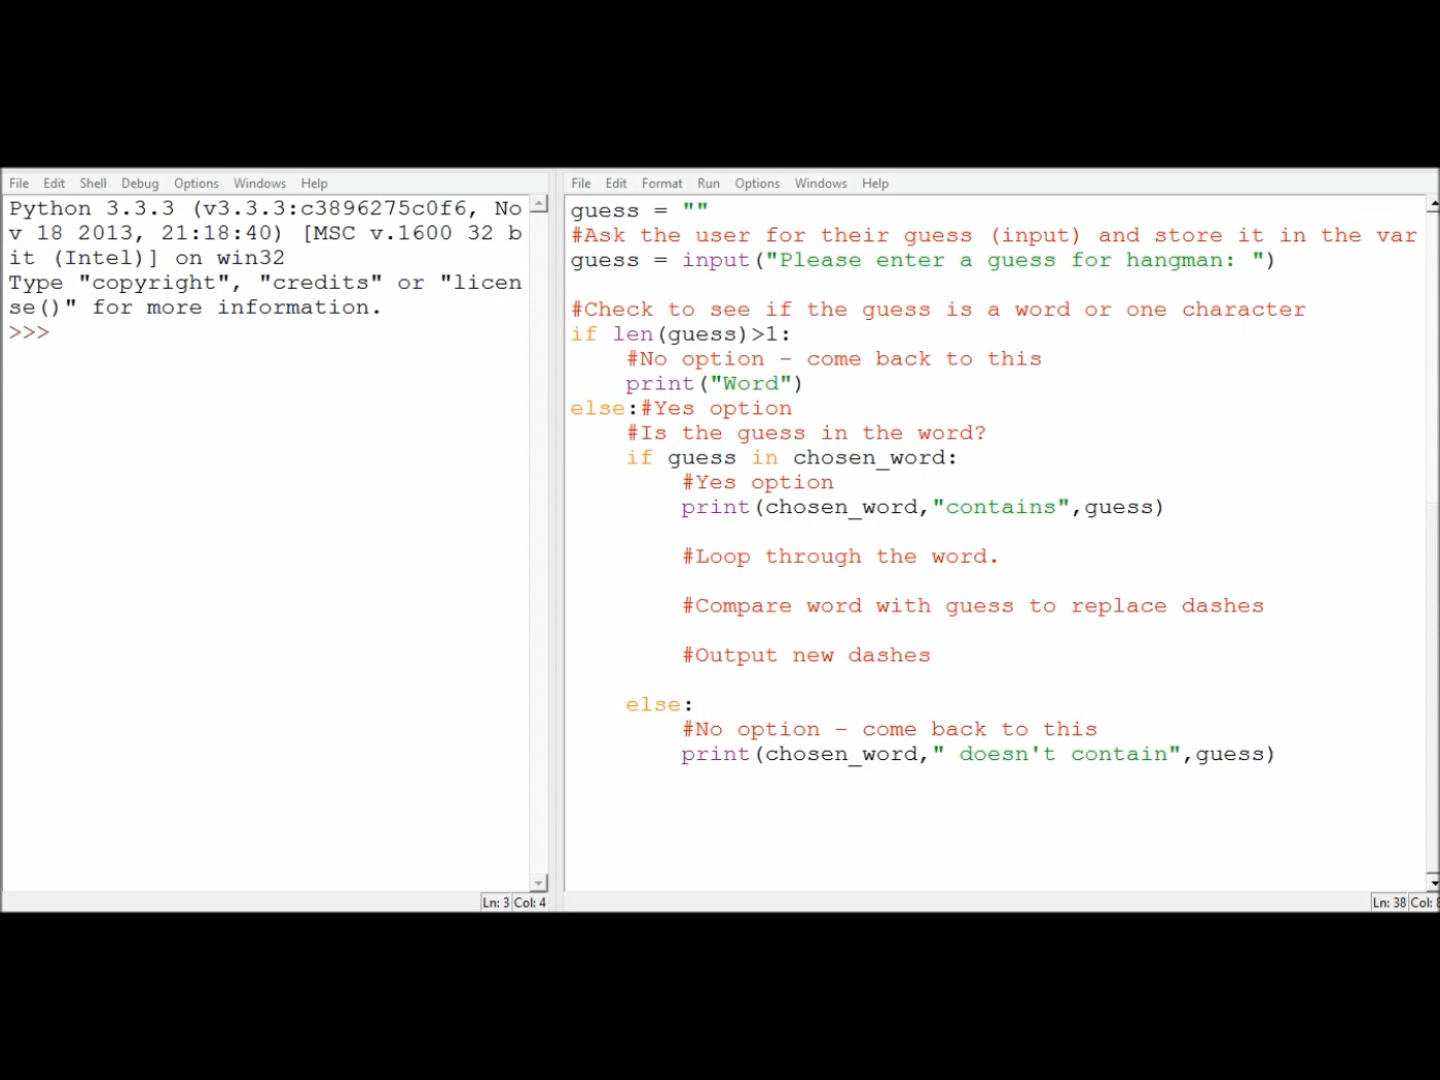 File Edit Shell Debug Options Windows Help
Python 3.3.3 (v3.3.3:c3896275c0f6, No
v 18 2013, 21:18:40) [MSC v.1600 32 b
it (Intel)] on win32
Type "copyright", "credits" or "licen
se()" for more information.
>>>
Ln: 3 Col: 4
File Edit Format Run Options Windows Help
guess = ""
#Ask the user for their guess (input) and store it in the var
guess = input("Please enter a guess for hangman: ")
#Check to see if the guess is a word or one character
if len(guess)>1:
    #No option - come back to this
    print("Word")
else:#Yes option
    #Is the guess in the word?
    if guess in chosen_word:
        #Yes option
        print(chosen_word,"contains",guess)
        #Loop through the word.
        #Compare word with guess to replace dashes
        #Output new dashes
    else:
        #No option - come back to this
        print(chosen_word," doesn't contain",guess)
Ln: 38 Col: